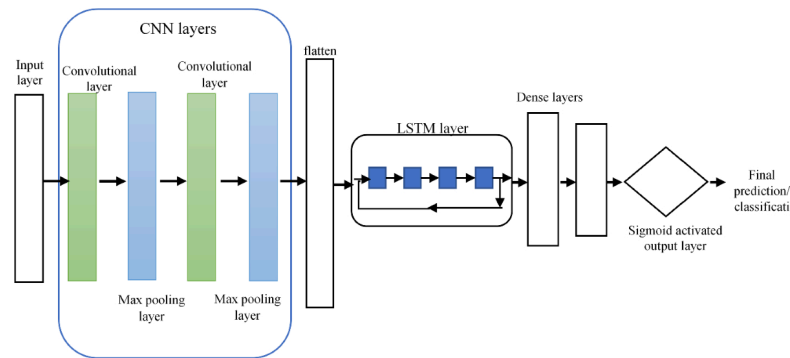 CNN layers
flatten
Input
layer
Convolutional
layer
Convolutional
layer
Max pooling
layer
Max pooling
layer
LSTM layer
Dense layers
Sigmoid activated
output layer
Final
prediction/
classificati